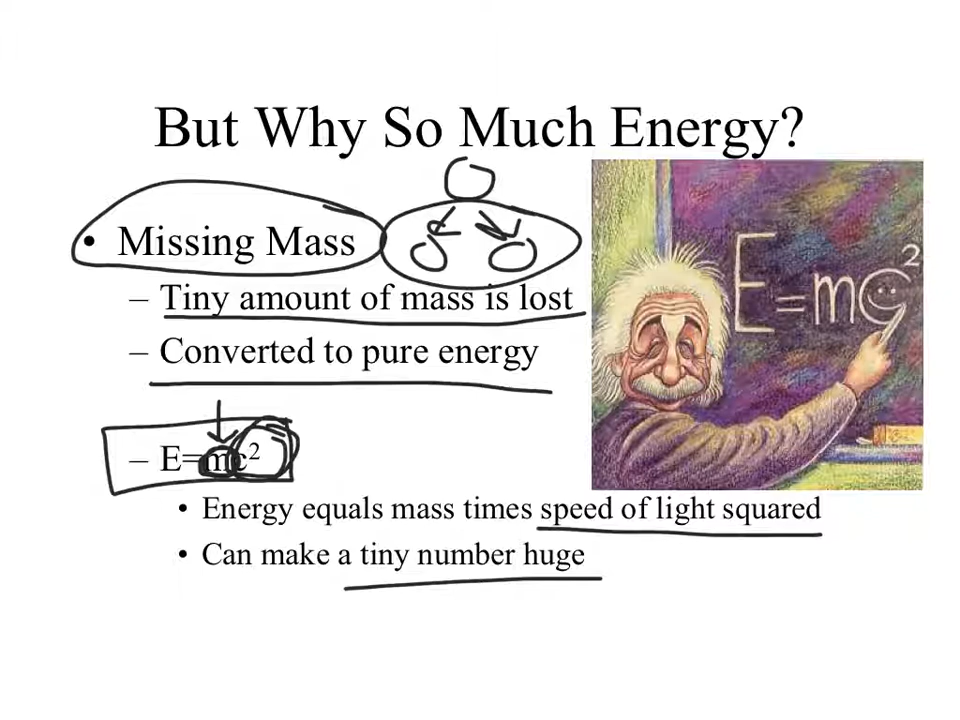 But Why So Much Energy?
• Missing Mass
– Tiny amount of mass is lost
– Converted to pure energy
– E=mc²
• Energy equals mass times speed of light squared
• Can make a tiny number huge
E=mc²